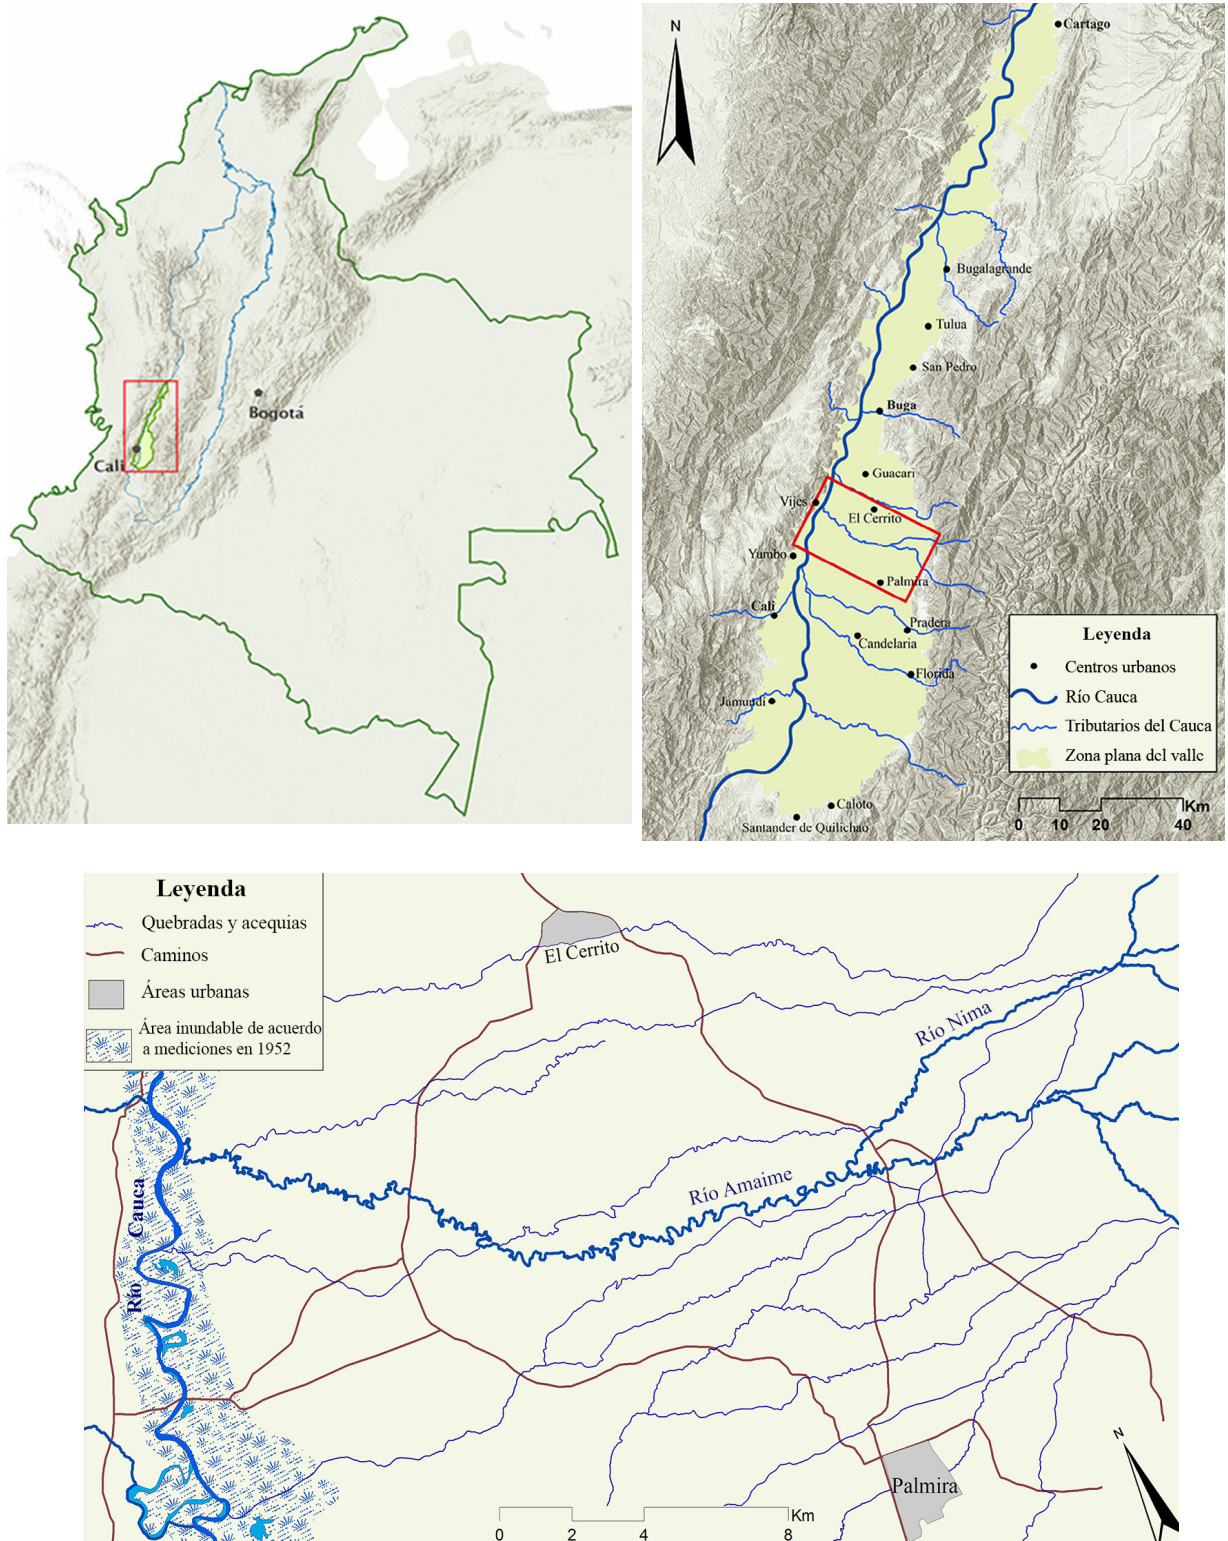 Bogotá
Cali
N
Cartago
Bugalagrande
Tulua
San Pedro
Buga
Guacari
Vijes
El Cerrito
Yumbo
Palmira
Cali
Pradera
Candelaria
Florida
Jamundí
Caloto
Santander de Quilichao
Leyenda
Centros urbanos
Río Cauca
Tributarios del Cauca
Zona plana del valle
Km
0 10 20 40
Leyenda
Quebradas y acequias
Caminos
Áreas urbanas
Área inundable de acuerdo
a mediciones en 1952
El Cerrito
Río Nima
Río Amaime
Río Cauca
Palmira
N
Km
0 2 4 8